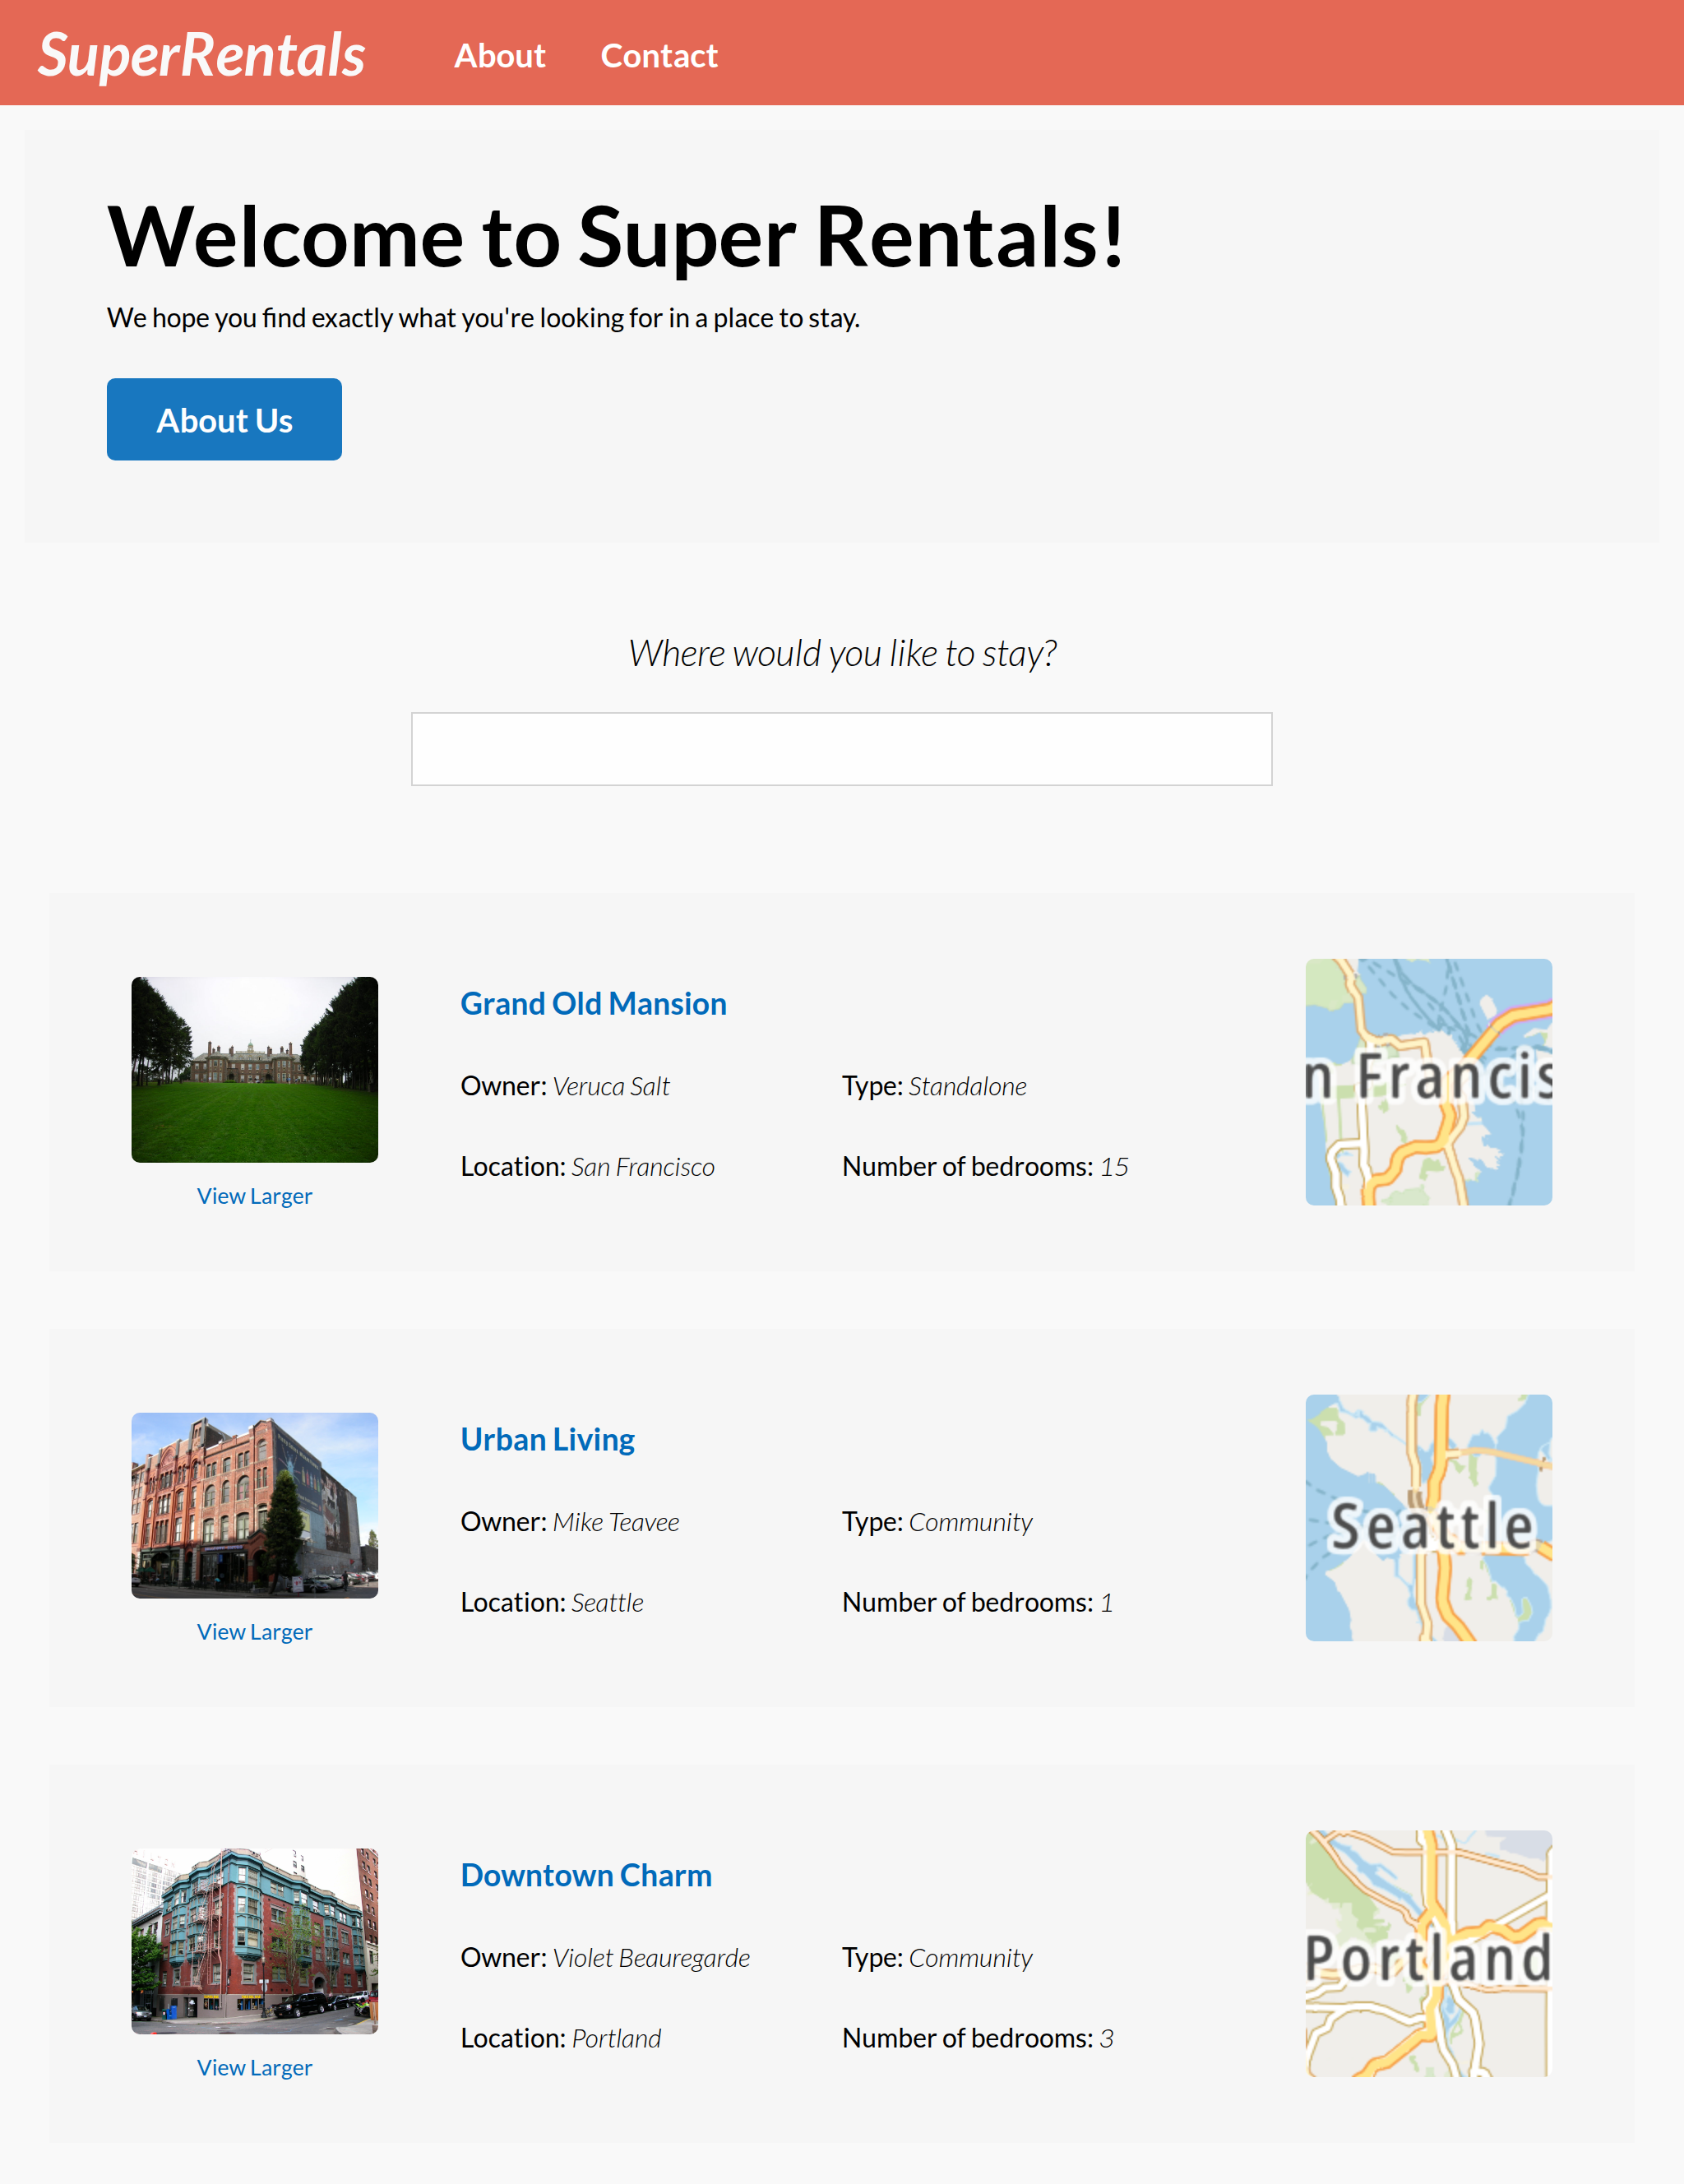 SuperRentals About Contact
Welcome to Super Rentals!
We hope you find exactly what you're looking for in a place to stay.
About Us
Where would you like to stay?
Grand Old Mansion
Owner: Veruca Salt Type: Standalone
Location: San Francisco Number of bedrooms: 15
View Larger
n Francis
Urban Living
Owner: Mike Teavee Type: Community
Location: Seattle Number of bedrooms: 1
View Larger
Seattle
Downtown Charm
Owner: Violet Beauregarde Type: Community
Location: Portland Number of bedrooms: 3
View Larger
Portland